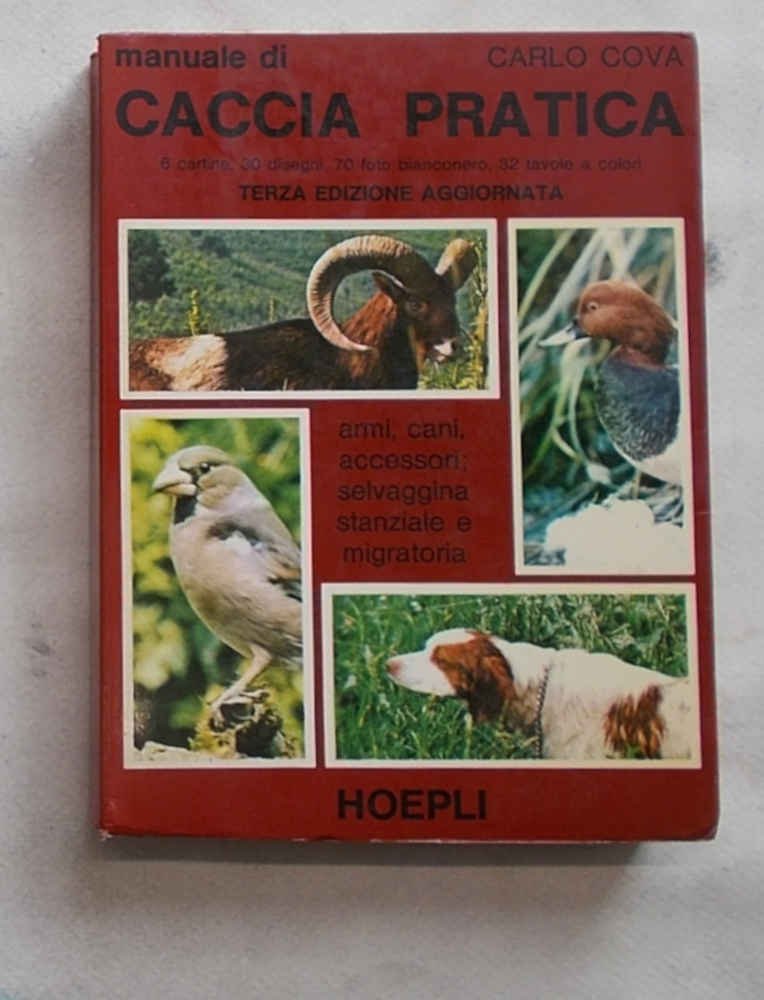 manuale di CARLO COVA
CACCIA PRATICA
6 cartine, 30 disegni, 70 foto bianconero, 32 tavole a colori
TERZA EDIZIONE AGGIORNATA
armi, cani,
accessori;
selvaggina
stanziale e
migratoria
HOEPLI